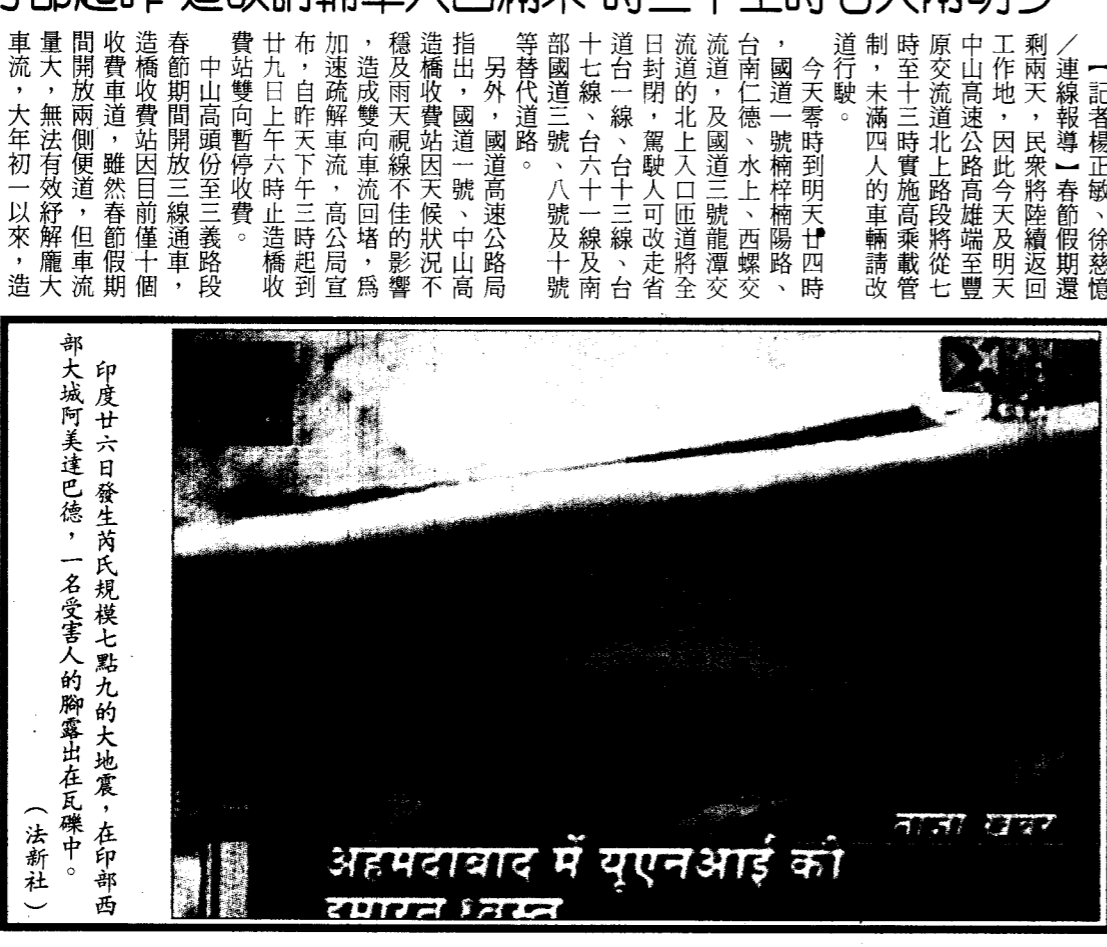 【記者楊正敏、徐慈憶
／連線報導】春節假期還
剩兩天，民眾將陸續返回
工作地，因此今天及明天
中山高速公路高雄端至豐
原交流道北上路段將從七
時至十三時實施高乘載管
制，未滿四人的車輛請改
道行駛。
今天零時到明天廿四時
，國道一號楠梓楠陽路、
台南仁德、水上、西螺交
流道，及國道三號龍潭交
流道的北上入口匝道將全
日封閉，駕駛人可改走省
道台一線、台十三線、台
十七線、台六十一線及南
部國道三號、八號及十號
等替代道路。
另外，國道高速公路局
指出，國道一號、中山高
造橋收費站因天候狀況不
穩及雨天視線不佳的影響
，造成雙向車流回堵，爲
加速疏解車流，高公局宣
布，自昨天下午三時起到
廿九日上午六時止造橋收
費站雙向暫停收費。
中山高頭份至三義路段
春節期間開放三線通車，
造橋收費站因目前僅十個
收費車道，雖然春節假期
間開放兩側便道，但車流
量大，無法有效紓解龐大
車流，大年初一以來，造
ताजा खबर
अहमदाबाद में यूएनआई की
इमारत ध्वस्त
印度廿六日發生芮氏規模七點九的大地震，在印部西
部大城阿美達巴德，一名受害人的腳露出在瓦礫中。
（法新社）